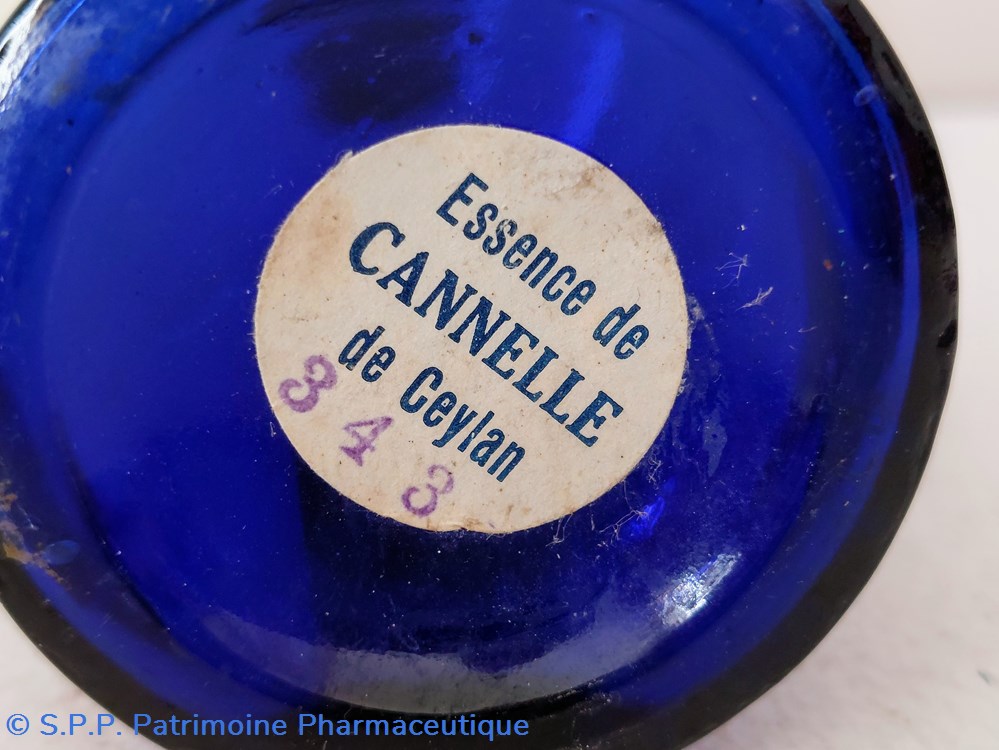 Essence de
CANNELLE
de Ceylan
343
© S.P.P. Patrimoine Pharmaceutique